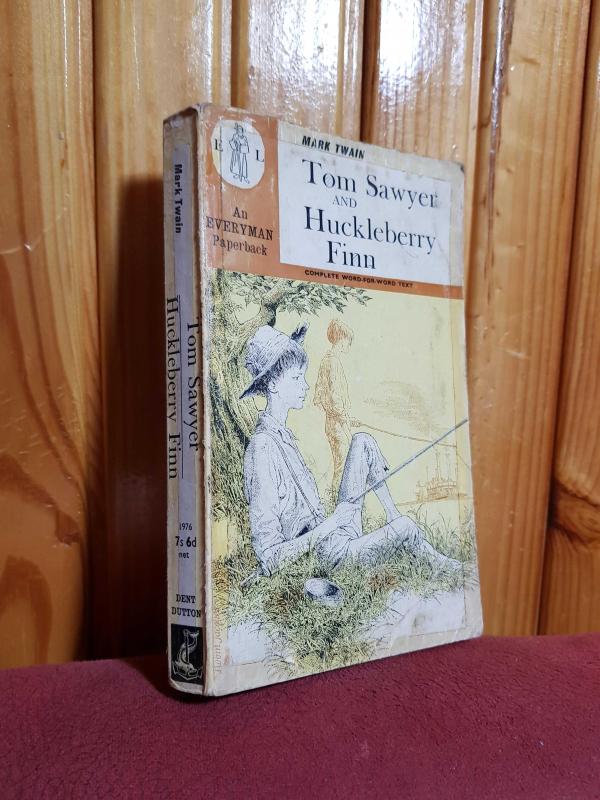 Mark Twain
Tom Sawyer
Huckleberry Finn
1976
7s 6d
net
DENT
DUTTON
E L
An
EVERYMAN
Paperback
MARK TWAIN
Tom Sawyer
AND
Huckleberry
Finn
COMPLETE WORD-FOR-WORD TEXT